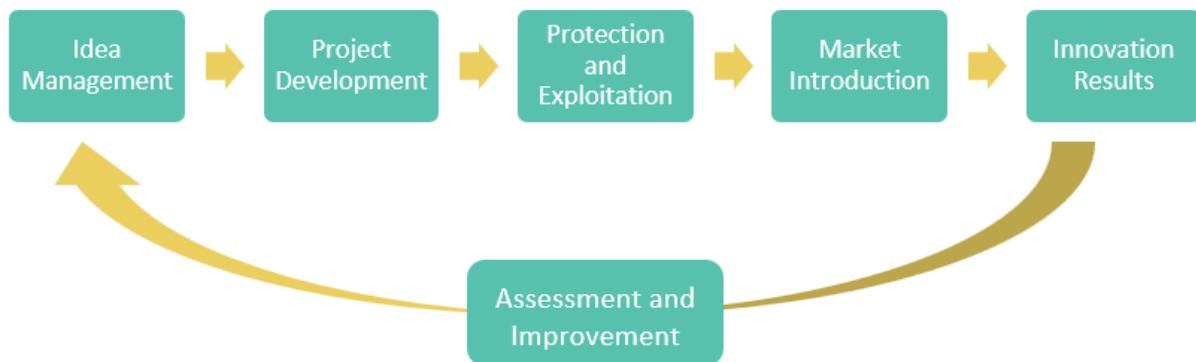 Idea
Management
Project
Development
Protection
and
Exploitation
Market
Introduction
Innovation
Results
Assessment and
Improvement